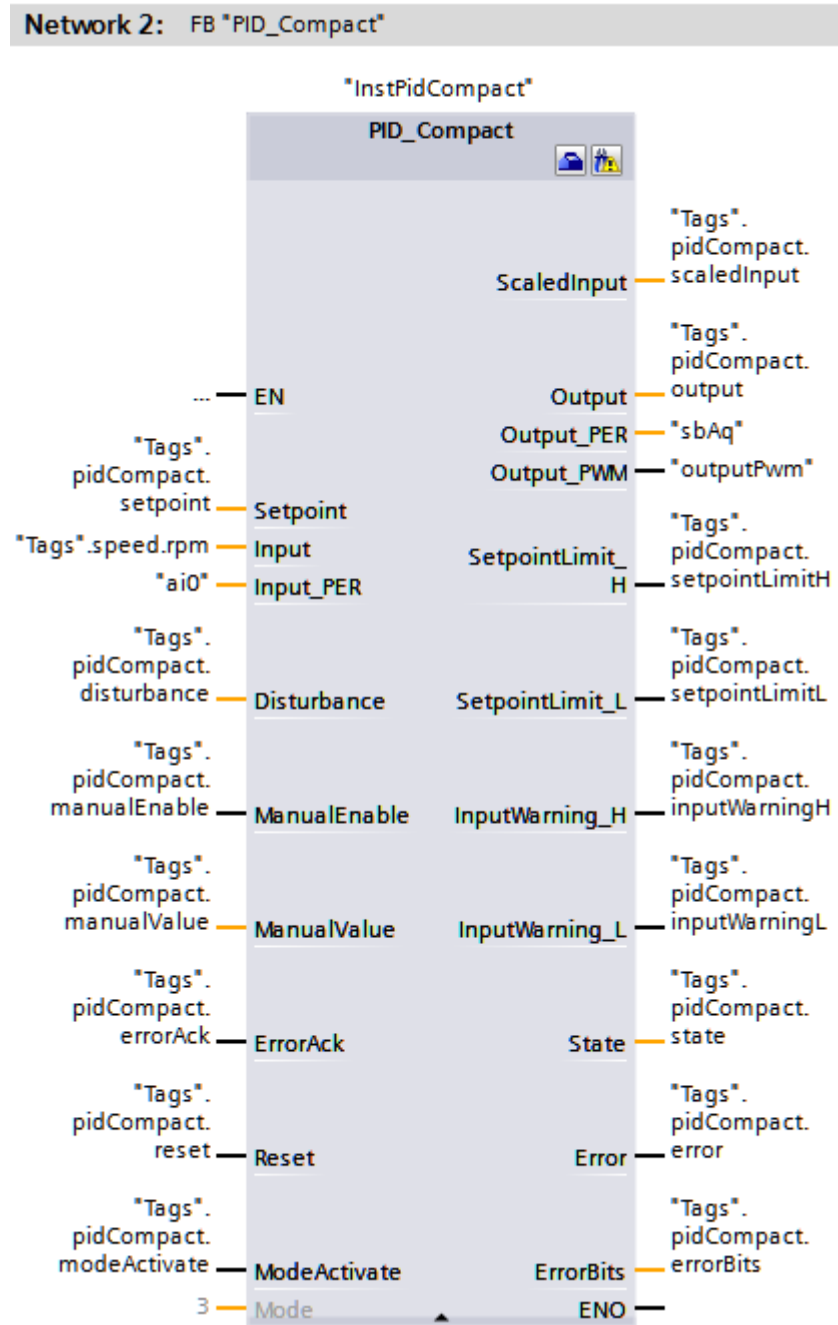 Network 2: FB "PID_Compact"
"InstPidCompact"
PID_Compact
"Tags".
pidCompact.
scaledInput
ScaledInput
"Tags".
pidCompact.
output
... EN
Output
Output_PER "sbAq"
Output_PWM "outputPwm"
"Tags".
pidCompact.
setpoint Setpoint
"Tags".speed.rpm Input
"ai0" Input_PER
"Tags".
pidCompact.
SetpointLimit_
H setpointLimitH
"Tags".
pidCompact.
disturbance Disturbance
"Tags".
pidCompact.
SetpointLimit_L setpointLimitL
"Tags".
pidCompact.
manualEnable ManualEnable
"Tags".
pidCompact.
InputWarning_H inputWarningH
"Tags".
pidCompact.
manualValue ManualValue
"Tags".
pidCompact.
InputWarning_L inputWarningL
"Tags".
pidCompact.
errorAck ErrorAck
"Tags".
pidCompact.
State state
"Tags".
pidCompact.
reset Reset
"Tags".
pidCompact.
Error error
"Tags".
pidCompact.
modeActivate ModeActivate
"Tags".
pidCompact.
ErrorBits errorBits
3 Mode
ENO